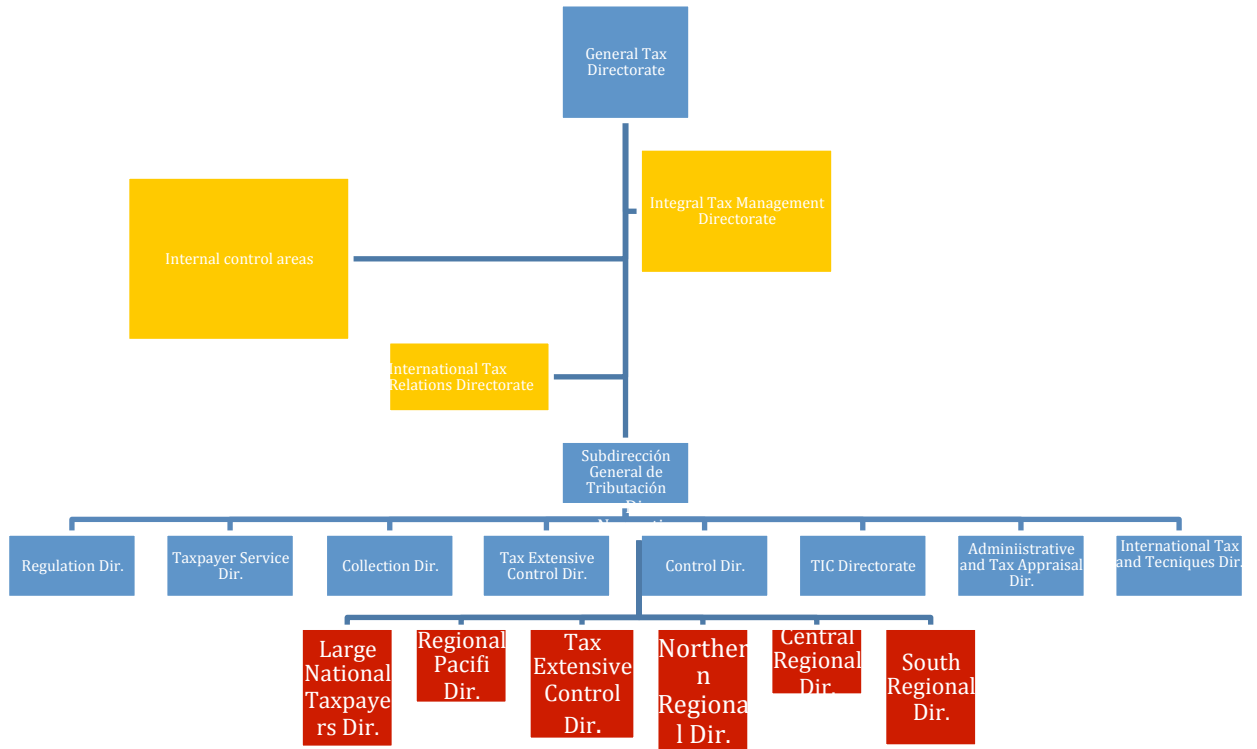 General Tax
Directorate
Integral Tax Management
Directorate
Internal control areas
International Tax
Relations Directorate
Subdirección
General de
Tributación
Regulation Dir.
Taxpayer Service
Dir.
Collection Dir.
Tax Extensive
Control Dir.
Control Dir.
TIC Directorate
Adminiistrative
and Tax Appraisal
Dir.
International Tax
and Tecniques Dir.
Large
National
Taxpaye
rs Dir.
Regional
Pacifi
Dir.
Tax
Extensive
Control
Dir.
Norther
n
Regiona
l Dir.
Central
Regional
Dir.
South
Regional
Dir.